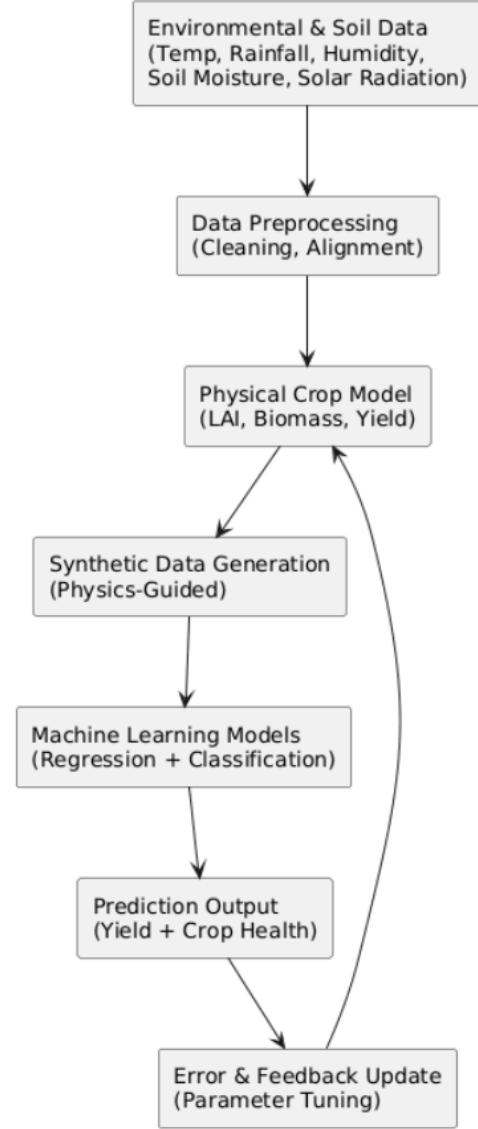 Environmental & Soil Data
(Temp, Rainfall, Humidity,
Soil Moisture, Solar Radiation)
Data Preprocessing
(Cleaning, Alignment)
Physical Crop Model
(LAI, Biomass, Yield)
Synthetic Data Generation
(Physics-Guided)
Machine Learning Models
(Regression + Classification)
Prediction Output
(Yield + Crop Health)
Error & Feedback Update
(Parameter Tuning)